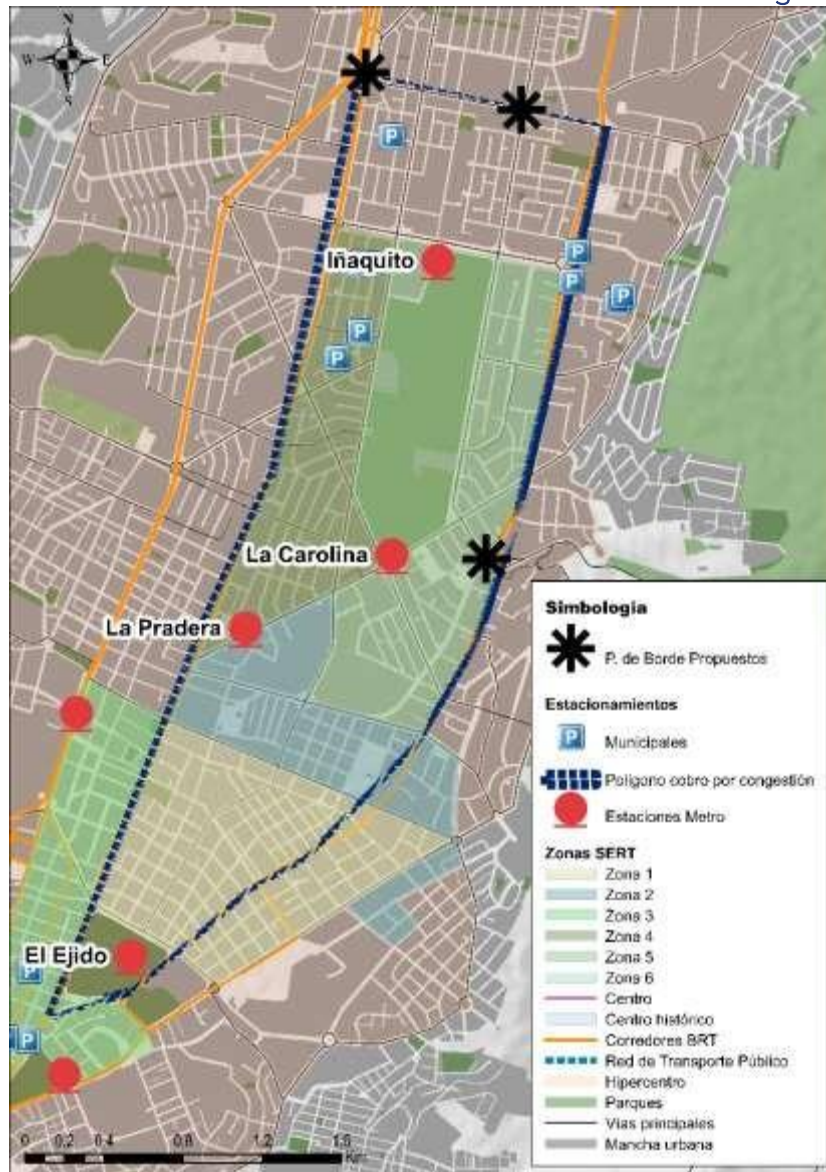 N
W E
S
P
Iñaquito
P
P
P
P
P
La Carolina
La Pradera
El Ejido
P
P
Simbología
P. de Borde Propuestos
Estacionamientos
P
Municipales
Polígono cobro por congestión
Estaciones Metro
Zonas SERT
Zona 1
Zona 2
Zona 3
Zona 4
Zona 5
Zona 6
Centro
Centro histórico
Corredores BRT
Red de Transporte Público
Hipercentro
Parques
Vías principales
Mancha urbana
0 0,2 0,4 0,8 1,2 1,6
Km